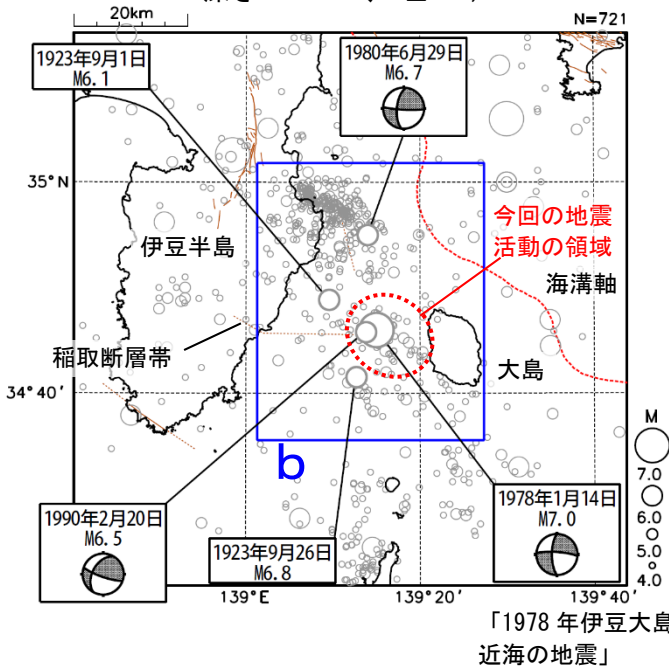 20km
N=721
1923年9月1日
M6.1
1980年6月29日
M6.7
35°N
今回の地震
活動の領域
伊豆半島
海溝軸
稲取断層帯
大島
34°40′
b
M
7.0
6.0
5.0
4.0
1990年2月20日
M6.5
1923年9月26日
M6.8
1978年1月14日
M7.0
139°E
139°20′
139°40′
「1978 年伊豆大島
近海の地震」